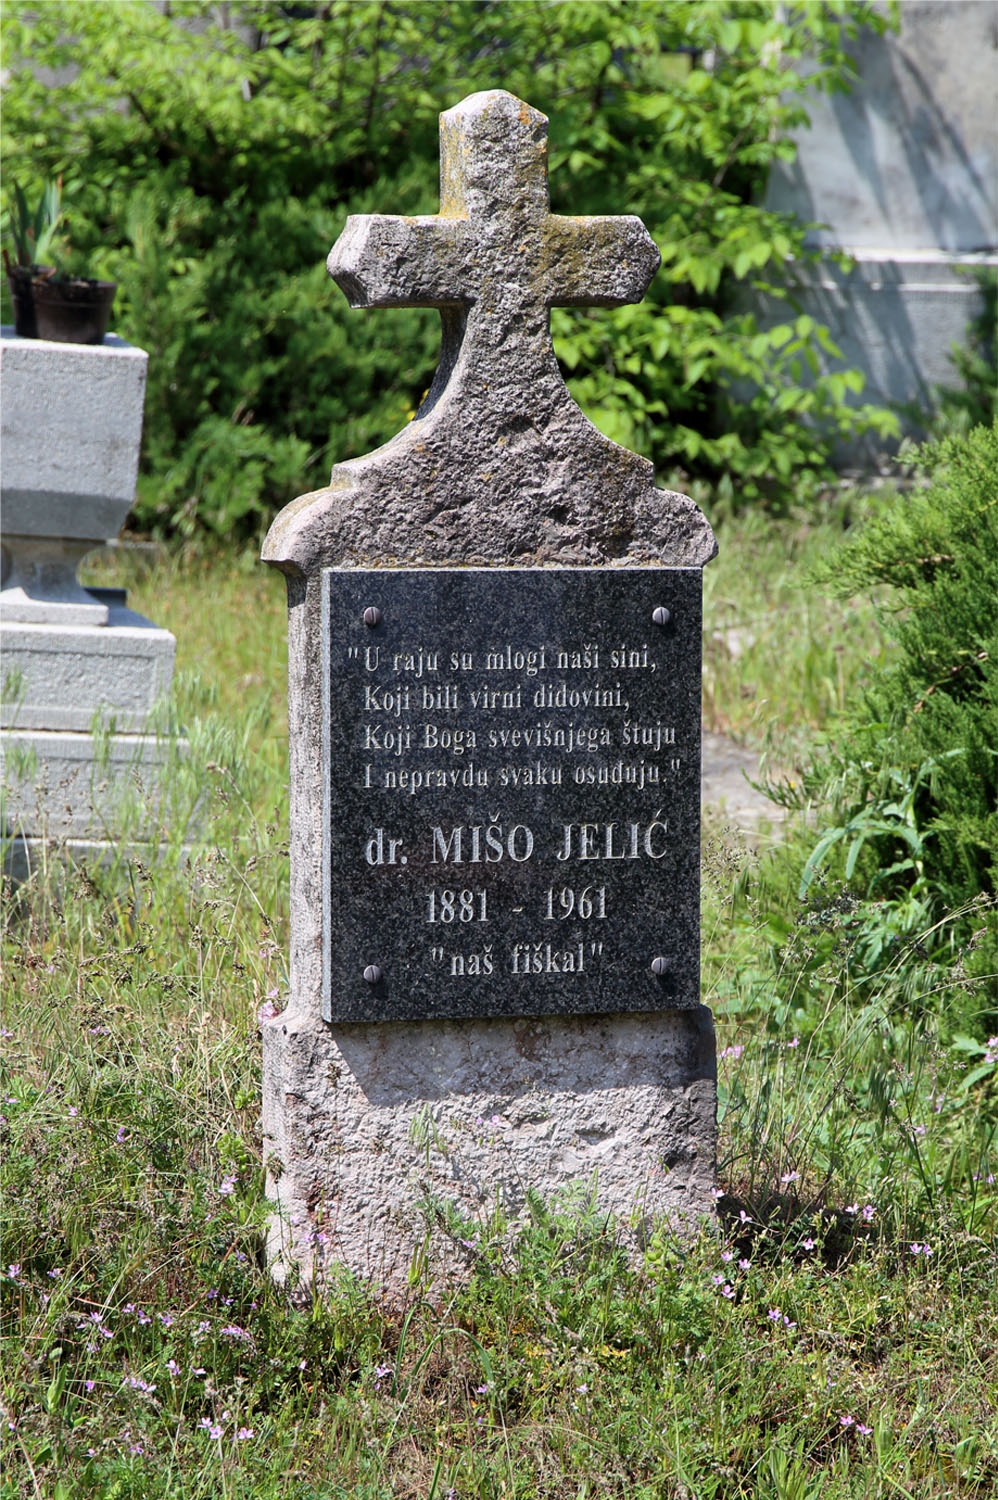 "U raju su mlogi naši sini,
Koji bili virni didovini,
Koji Boga svevišnjega štuju
I nepravdu svaku osuđuju."
dr. MIŠO JELIĆ
1881 - 1961
"naš fiškal"